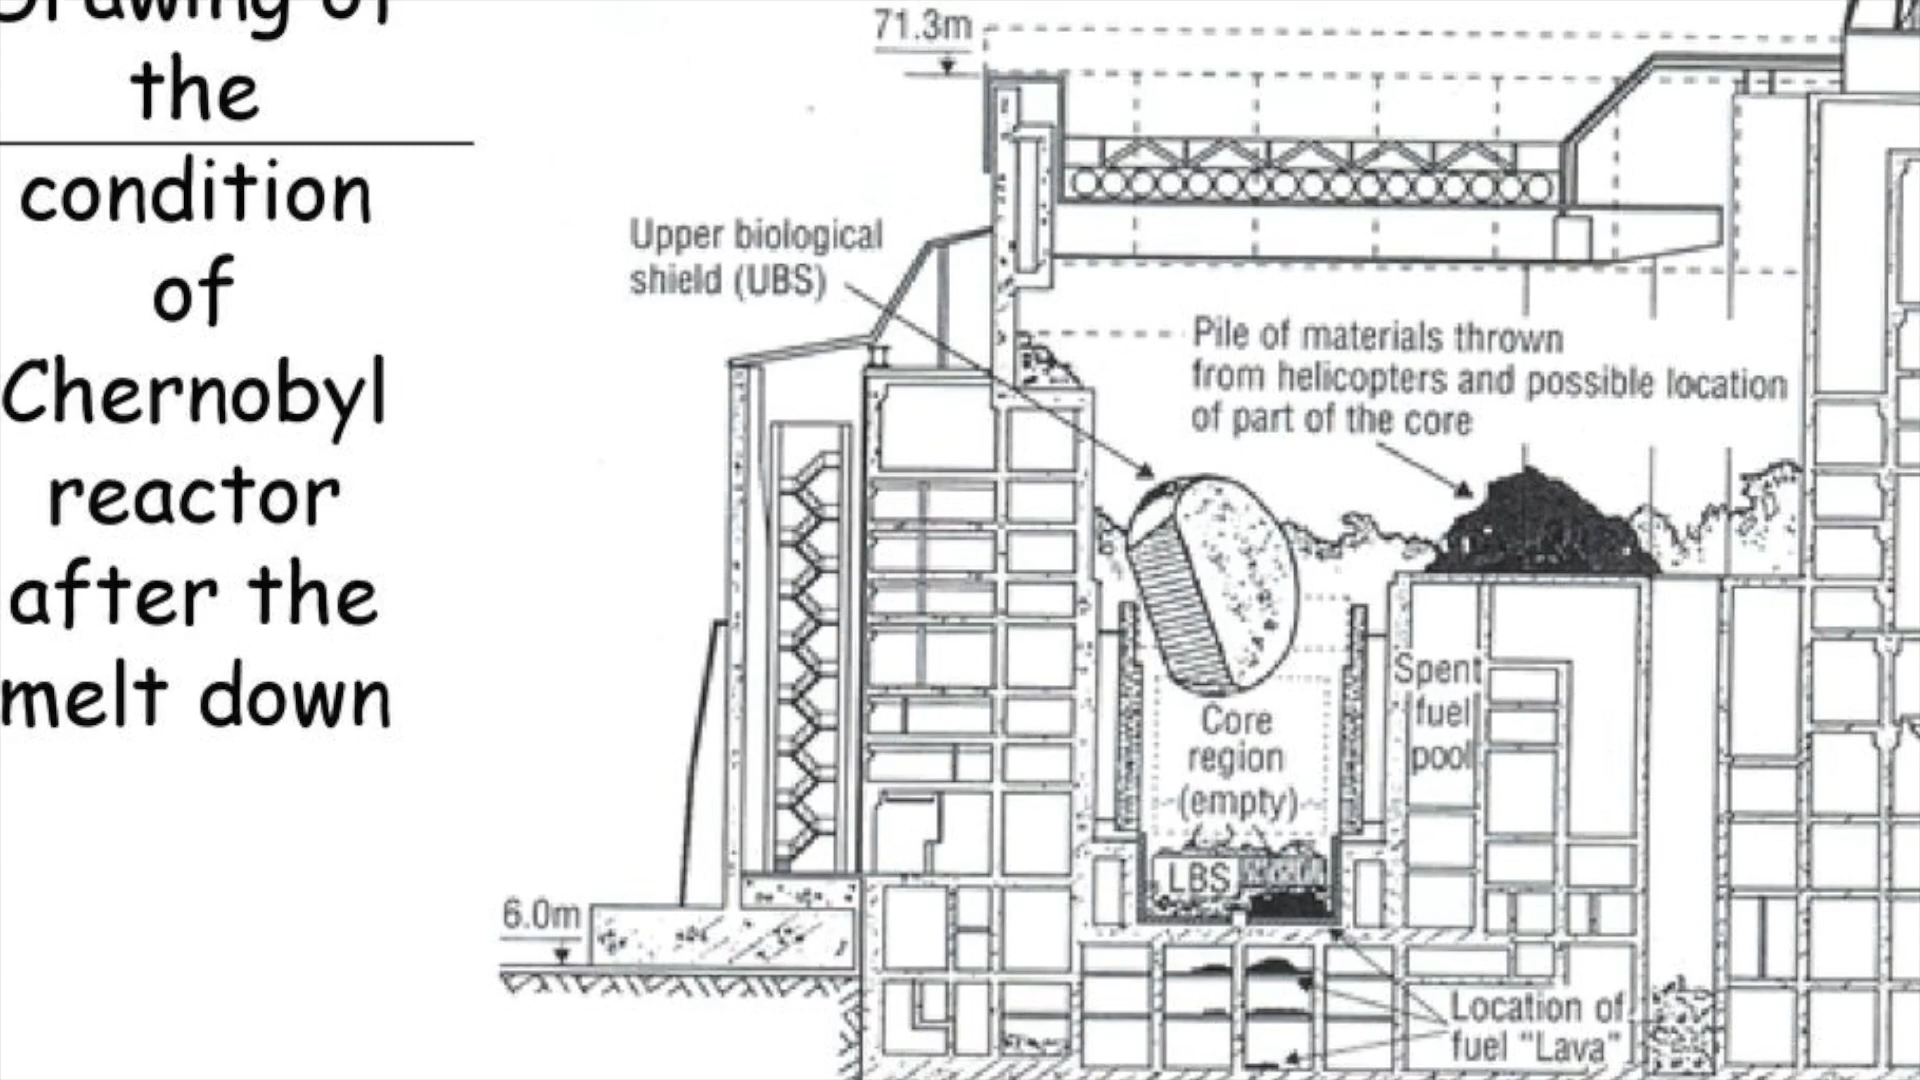 Drawing of
the
condition
of
Chernobyl
reactor
after the
melt down
71.3m
Upper biological
shield (UBS)
Pile of materials thrown
from helicopters and possible location
of part of the core
Spent
fuel
pool
Core
region
(empty)
LBS
6.0m
Location of
fuel "Lava"